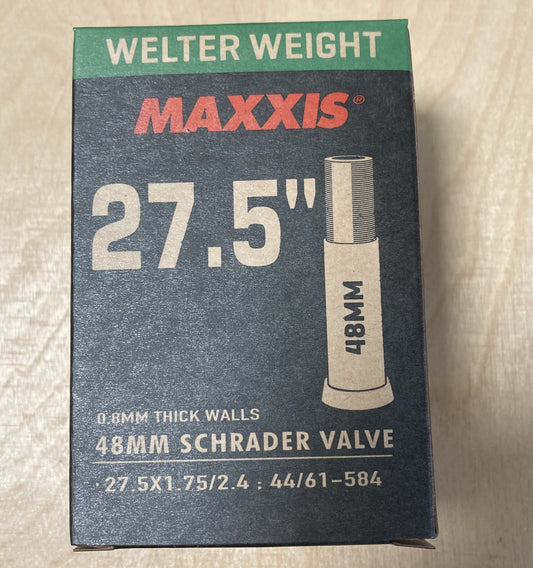 WELTER WEIGHT
MAXXIS®
27.5"
48MM
0.8MM THICK WALLS
48MM SCHRADER VALVE
·27.5X1.75/2.4 : 44/61-584